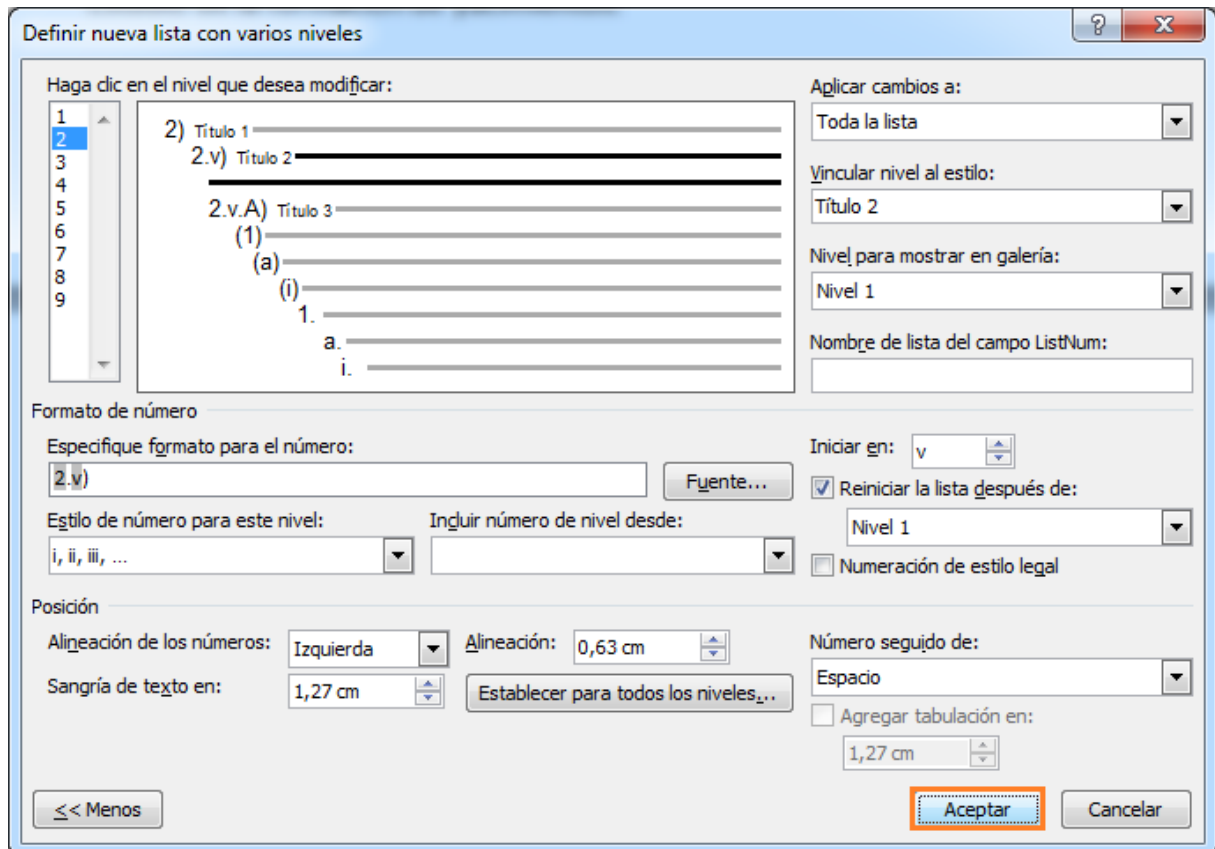 Definir nueva lista con varios niveles
Haga clic en el nivel que desea modificar:
1
2
3
4
5
6
7
8
9
2) Título 1
2.v) Título 2
2.v.A) Título 3
(1)
(a)
(i)
1.
a.
i.
Aplicar cambios a:
Toda la lista
Vincular nivel al estilo:
Título 2
Nivel para mostrar en galería:
Nivel 1
Nombre de lista del campo ListNum:
Formato de número
Especifique formato para el número:
2.v)
Fuente...
Iniciar en: v
Reiniciar la lista después de:
Nivel 1
Estilo de número para este nivel:
i, ii, iii, ...
Incluir número de nivel desde:
Numeración de estilo legal
Posición
Alineación de los números: Izquierda
Alineación: 0,63 cm
Sangría de texto en: 1,27 cm
Establecer para todos los niveles...
Número seguido de:
Espacio
Agregar tabulación en:
1,27 cm
<< Menos
Aceptar
Cancelar